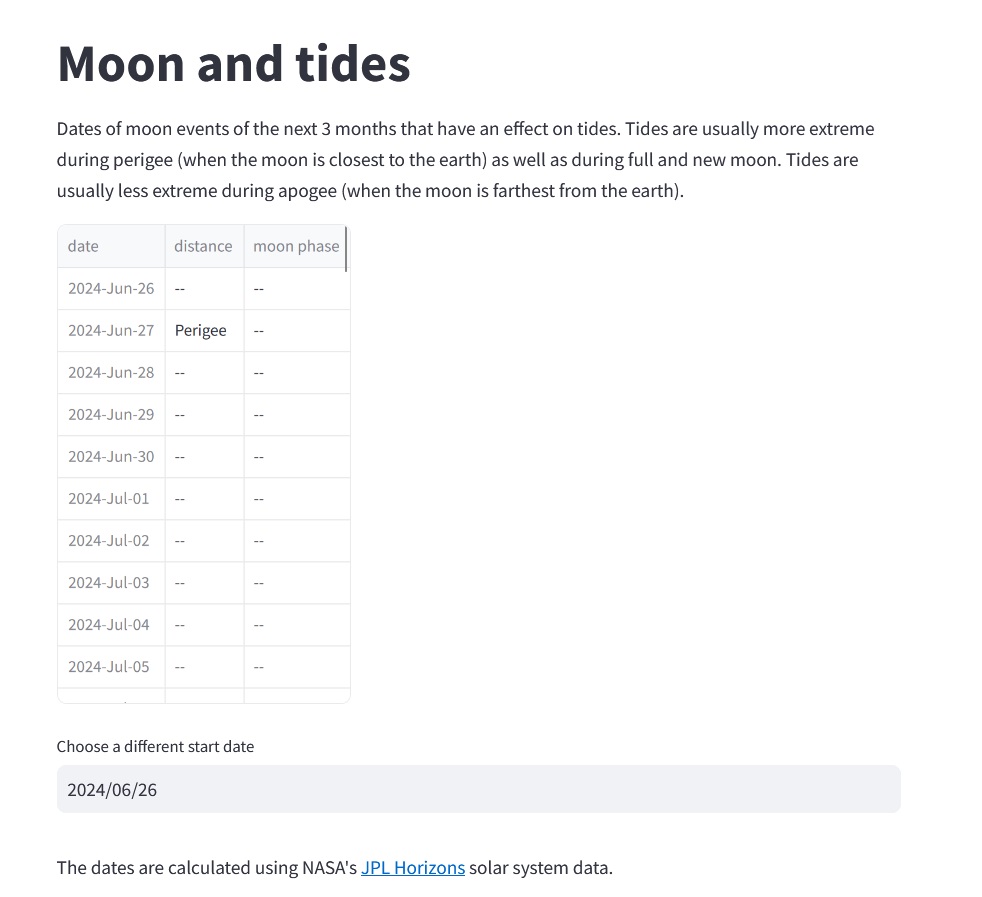 Moon and tides
Dates of moon events of the next 3 months that have an effect on tides. Tides are usually more extreme
during perigee (when the moon is closest to the earth) as well as during full and new moon. Tides are
usually less extreme during apogee (when the moon is farthest from the earth).
date distance moon phase
2024-Jun-26 -- --
2024-Jun-27 Perigee --
2024-Jun-28 -- --
2024-Jun-29 -- --
2024-Jun-30 -- --
2024-Jul-01 -- --
2024-Jul-02 -- --
2024-Jul-03 -- --
2024-Jul-04 -- --
2024-Jul-05 -- --
Choose a different start date
2024/06/26
The dates are calculated using NASA's JPL Horizons solar system data.